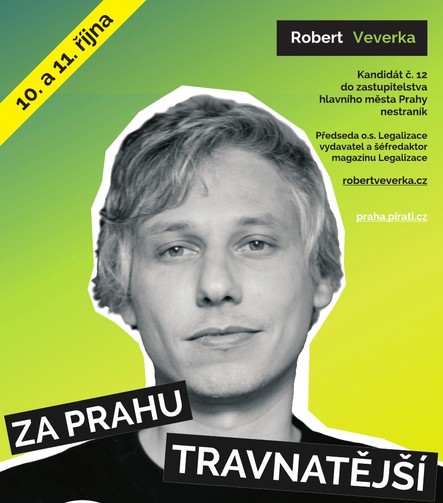 10. a 11. října
Robert Veverka
Kandidát č. 12
do zastupitelstva
hlavního města Prahy
nestraník
Předseda o.s. Legalizace
vydavatel a šéfredaktor
magazínu Legalizace
robertveverka.cz
praha.pirati.cz
ZA PRAHU
TRAVNATĚJŠÍ